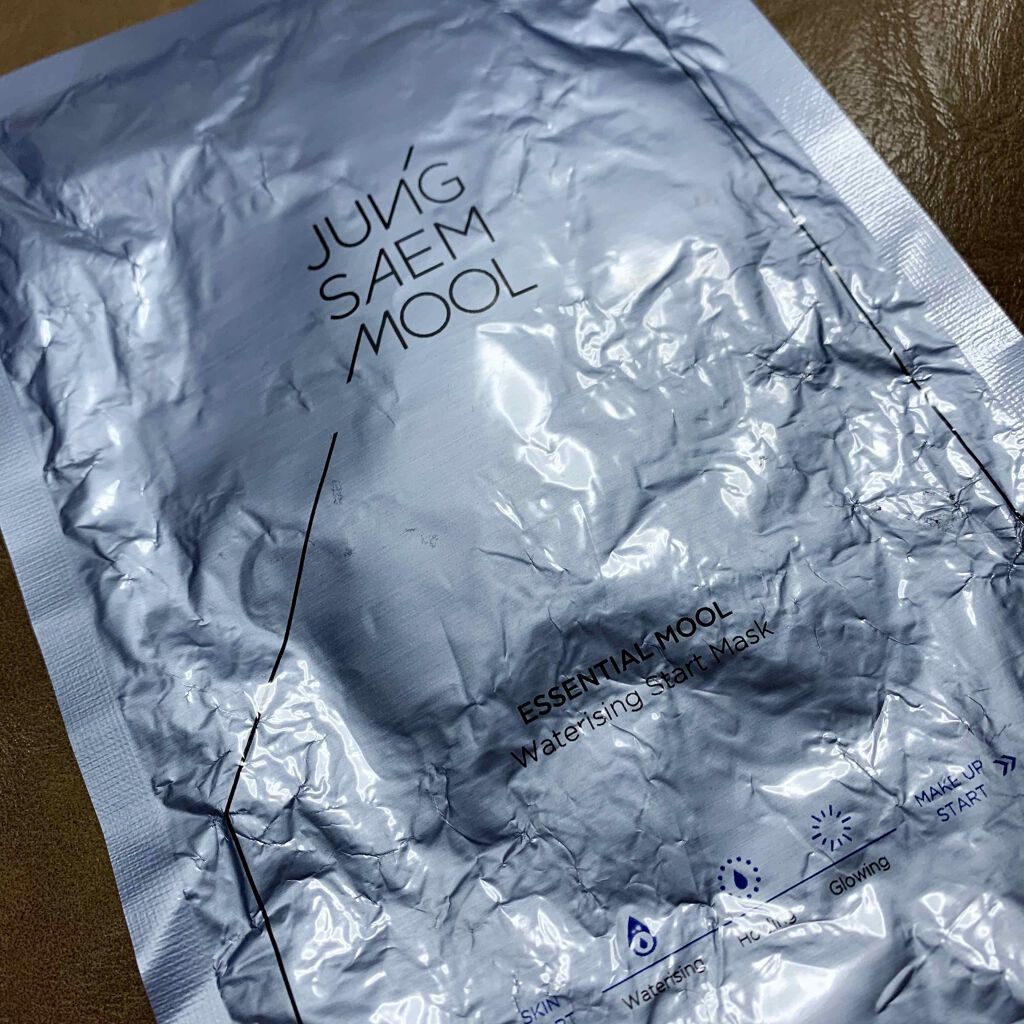 JUNG
SAEM
MOOL
ESSENTIAL MOOL
Waterising Start Mask
MAKE UP
START
Glowing
Waterising
SKIN